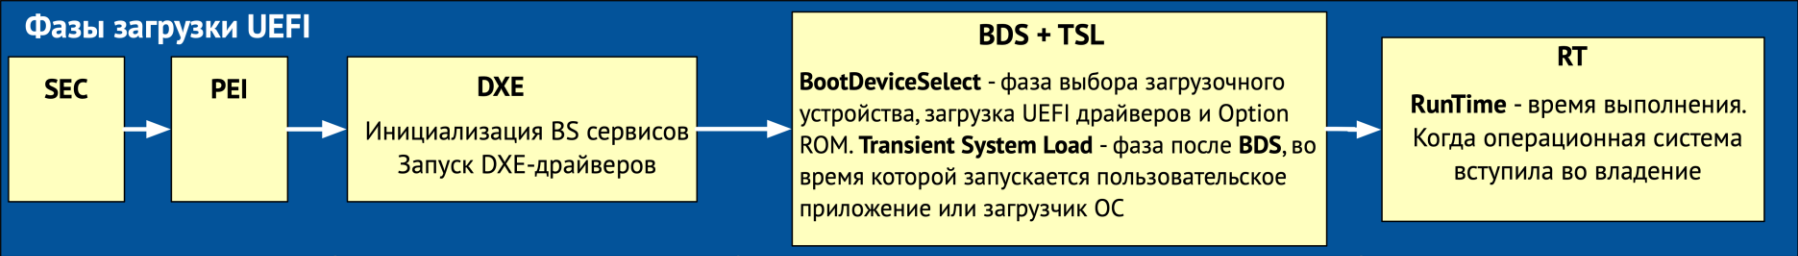 Фазы загрузки UEFI
SEC
PEI
DXE
Инициализация BS сервисов
Запуск DXE-драйверов
BDS + TSL
BootDeviceSelect - фаза выбора загрузочного
устройства, загрузка UEFI драйверов и Option
ROM. Transient System Load - фаза после BDS, во
время которой запускается пользовательское
приложение или загрузчик ОС
RT
RunTime - время выполнения.
Когда операционная система
вступила во владение